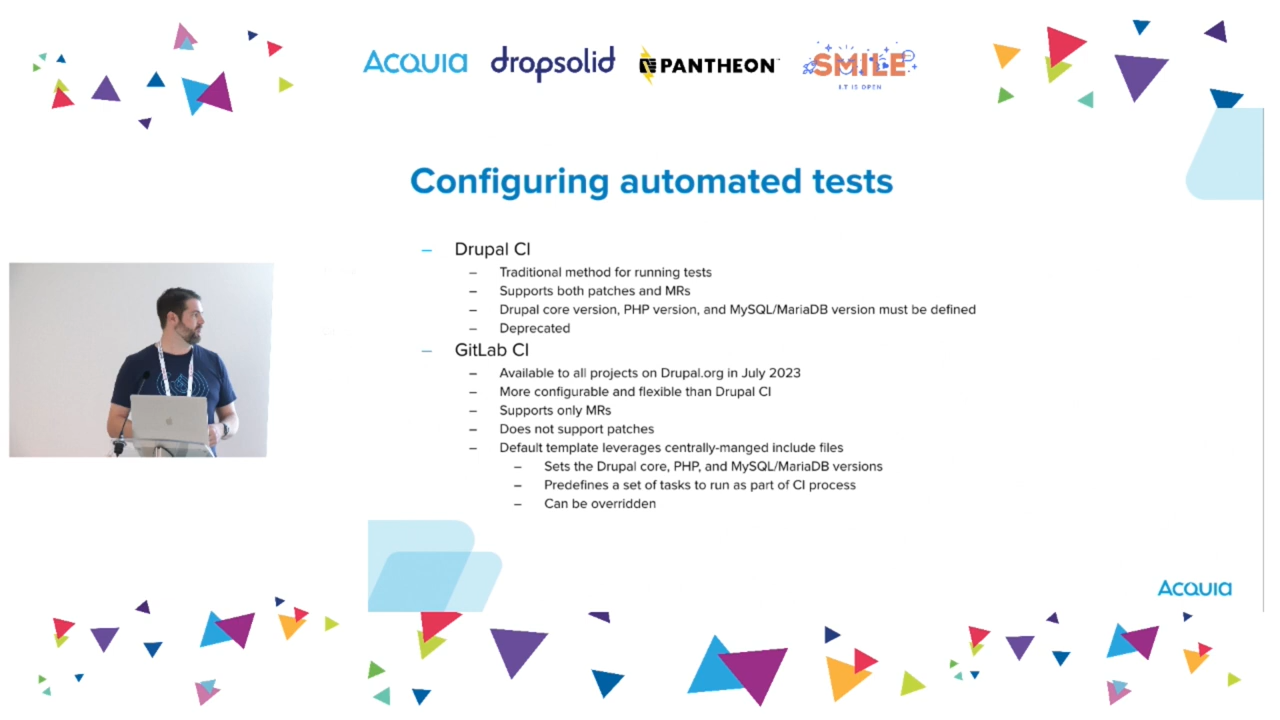 Acquia
dropsolid
PANTHEON
SMILE
I.T IS OPEN
Configuring automated tests
– Drupal CI
– Traditional method for running tests
– Supports both patches and MRs
– Drupal core version, PHP version, and MySQL/MariaDB version must be defined
– Deprecated
– GitLab CI
– Available to all projects on Drupal.org in July 2023
– More configurable and flexible than Drupal CI
– Supports only MRs
– Does not support patches
– Default template leverages centrally-manged include files
– Sets the Drupal core, PHP, and MySQL/MariaDB versions
– Predefines a set of tasks to run as part of CI process
– Can be overridden
Acquia